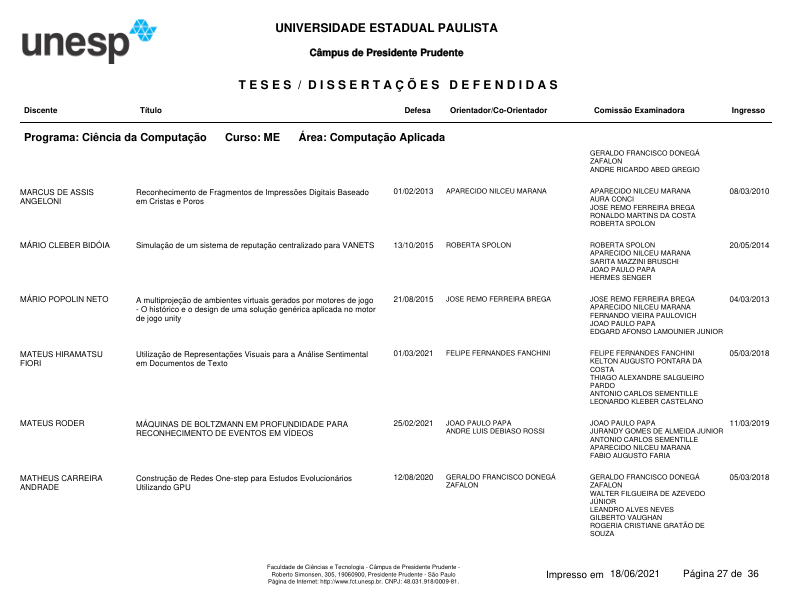 unesp
UNIVERSIDADE ESTADUAL PAULISTA
Câmpus de Presidente Prudente
TESES / DISSERTAÇÕES DEFENDIDAS
Discente Título Defesa Orientador/Co-Orientador Comissão Examinadora Ingresso
Programa: Ciência da Computação Curso: ME Área: Computação Aplicada
GERALDO FRANCISCO DONEGÁ
ZAFALON
ANDRE RICARDO ABED GREGIO
MARCUS DE ASSIS Reconhecimento de Fragmentos de Impressões Digitais Baseado 01/02/2013 APARECIDO NILCEU MARANA APARECIDO NILCEU MARANA 08/03/2010
ANGELONI em Cristas e Poros AURA CONCI
JOSE REMO FERREIRA BREGA
RONALDO MARTINS DA COSTA
ROBERTA SPOLON
MÁRIO CLEBER BIDÓIA Simulação de um sistema de reputação centralizado para VANETS 13/10/2015 ROBERTA SPOLON ROBERTA SPOLON 20/05/2014
APARECIDO NILCEU MARANA
SARITA MAZZINI BRUSCHI
JOAO PAULO PAPA
HERMES SENGER
MÁRIO POPOLIN NETO A multiprojeção de ambientes virtuais gerados por motores de jogo 21/08/2015 JOSE REMO FERREIRA BREGA JOSE REMO FERREIRA BREGA 04/03/2013
- O histórico e o design de uma solução genérica aplicada no motor APARECIDO NILCEU MARANA
de jogo unity FERNANDO VIEIRA PAULOVICH
JOAO PAULO PAPA
EDGARD AFONSO LAMOUNIER JUNIOR
MATEUS HIRAMATSU Utilização de Representações Visuais para a Análise Sentimental 01/03/2021 FELIPE FERNANDES FANCHINI FELIPE FERNANDES FANCHINI 05/03/2018
FIORI em Documentos de Texto KELTON AUGUSTO PONTARA DA
COSTA
THIAGO ALEXANDRE SALGUEIRO
PARDO
ANTONIO CARLOS SEMENTILLE
LEONARDO KLEBER CASTELANO
MATEUS RODER MÁQUINAS DE BOLTZMANN EM PROFUNDIDADE PARA 25/02/2021 JOAO PAULO PAPA JOAO PAULO PAPA 11/03/2019
RECONHECIMENTO DE EVENTOS EM VÍDEOS ANDRE LUIS DEBIASO ROSSI JURANDY GOMES DE ALMEIDA JUNIOR
ANTONIO CARLOS SEMENTILLE
APARECIDO NILCEU MARANA
FABIO AUGUSTO FARIA
MATHEUS CARREIRA Construção de Redes One-step para Estudos Evolucionários 12/08/2020 GERALDO FRANCISCO DONEGÁ GERALDO FRANCISCO DONEGÁ 05/03/2018
ANDRADE Utilizando GPU ZAFALON ZAFALON
WALTER FILGUEIRA DE AZEVEDO
JÚNIOR
LEANDRO ALVES NEVES
GILBERTO VAUGHAN
ROGERIA CRISTIANE GRATÃO DE
SOUZA
Faculdade de Ciências e Tecnologia - Câmpus de Presidente Prudente -
Roberto Simonsen, 305, 19060900, Presidente Prudente - São Paulo
Página de Internet: http://www.fct.unesp.br. CNPJ: 48.031.918/0009-81.
Impresso em 18/06/2021 Página 27 de 36